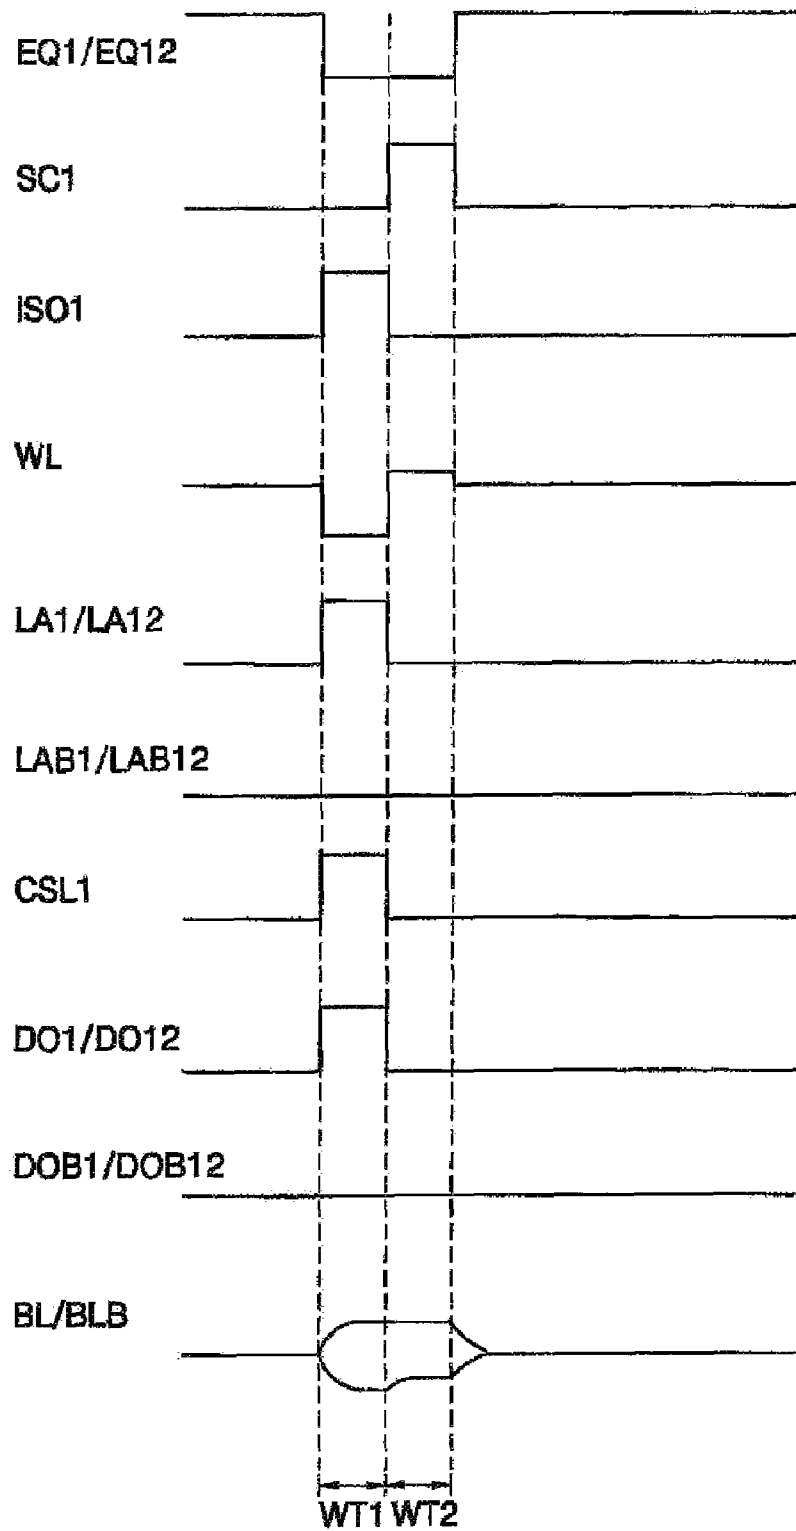 EQ1/EQ12
SC1
ISO1
WL
LA1/LA12
LAB1/LAB12
CSL1
DO1/DO12
DOB1/DOB12
BL/BLB
WT1 WT2